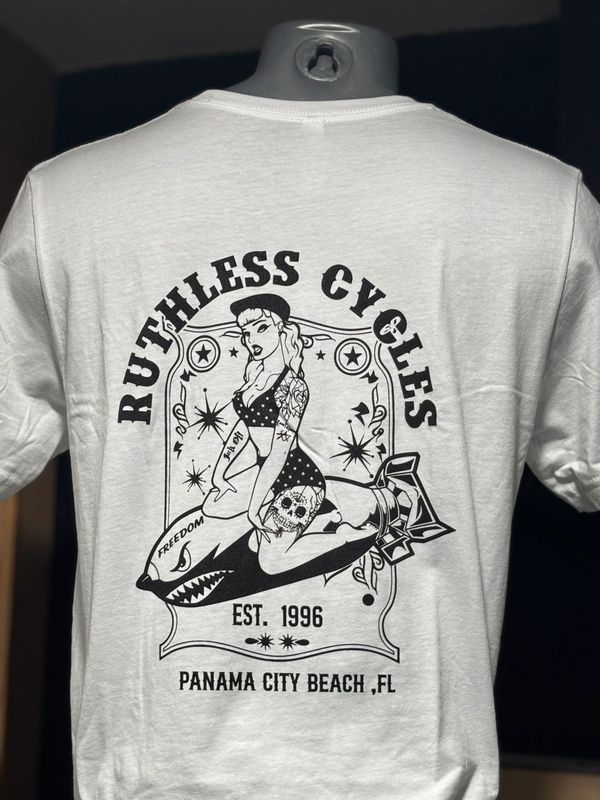 RUTHLESS CYCLES
FREEDOM
EST. 1996
PANAMA CITY BEACH ,FL